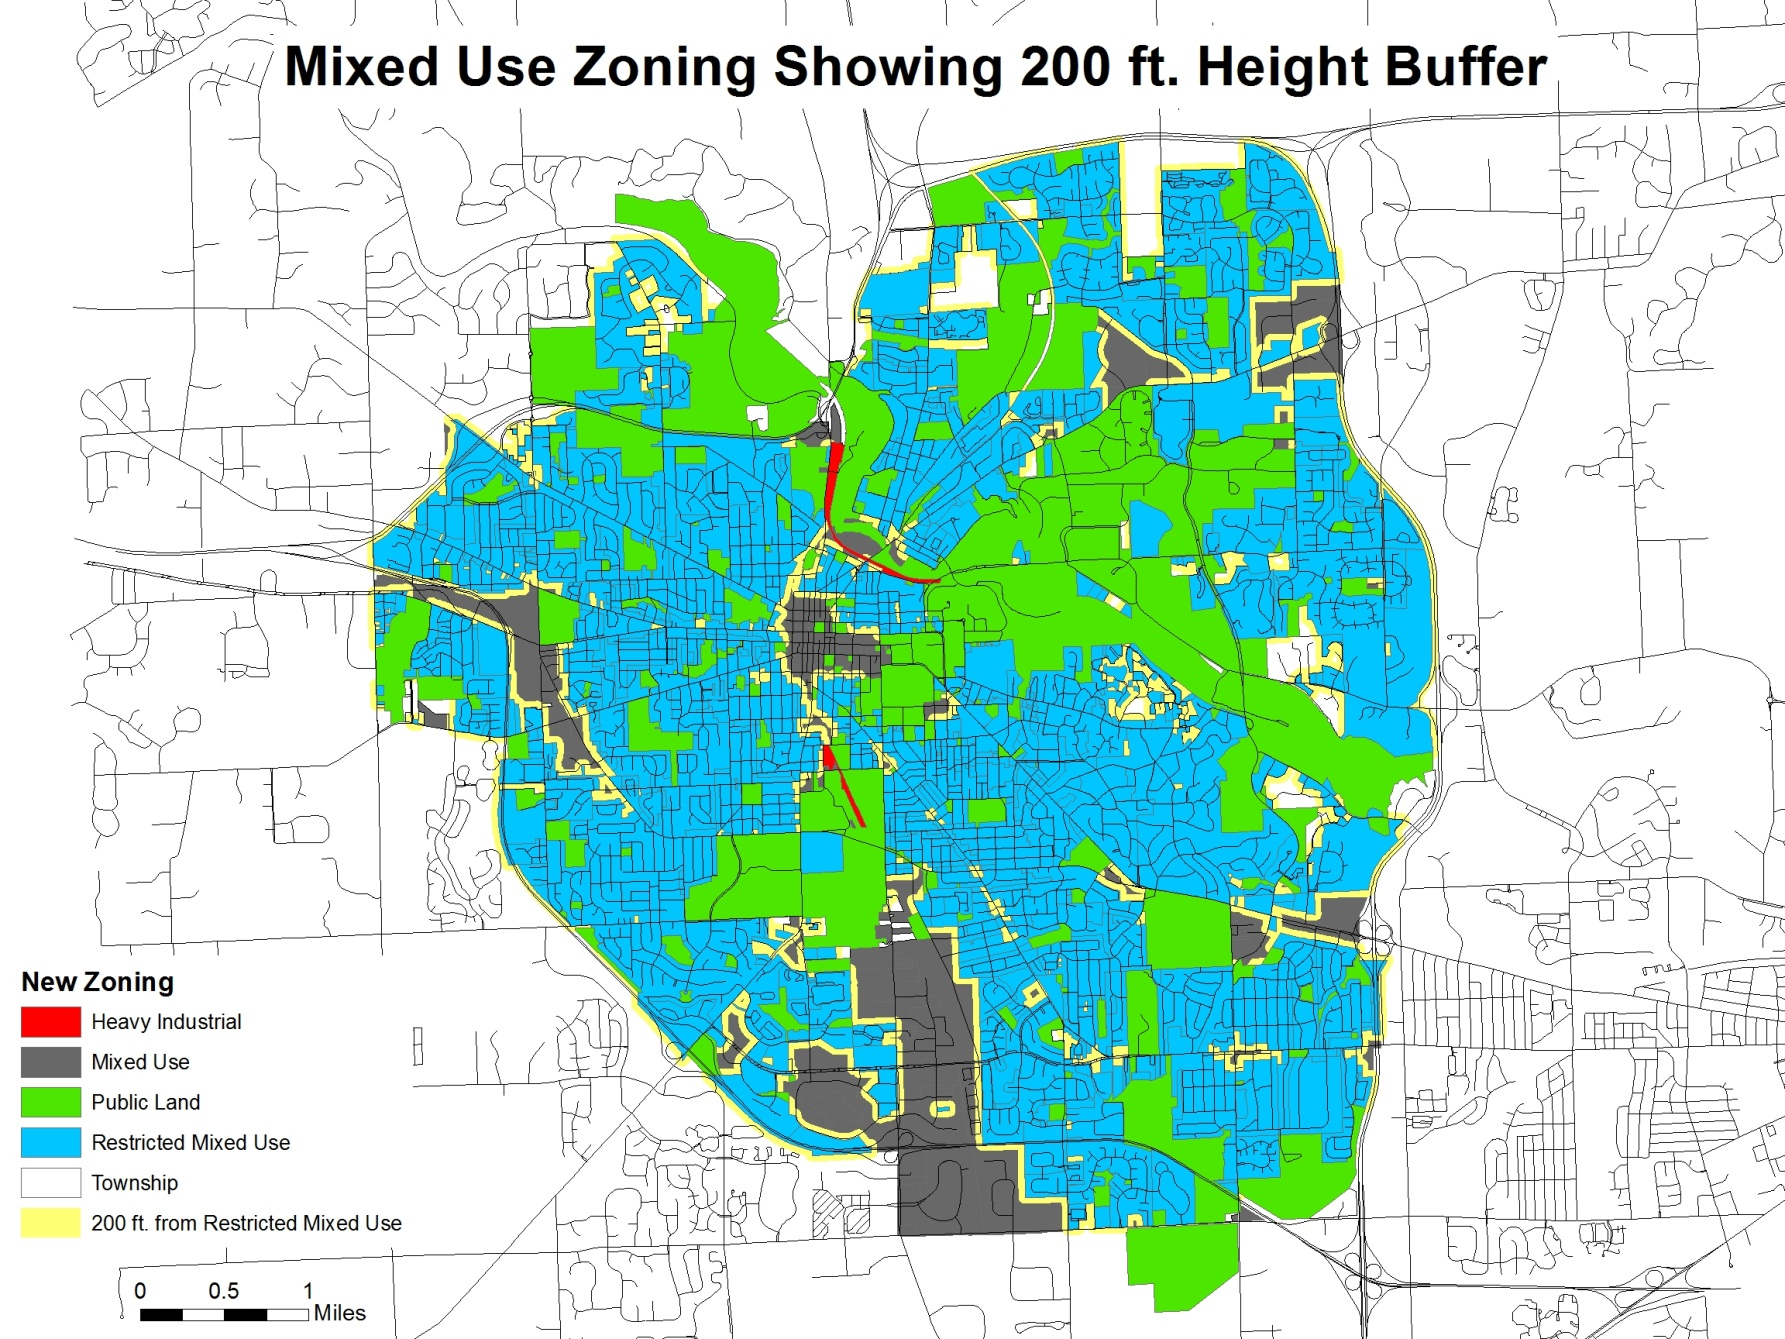 Mixed Use Zoning Showing 200 ft. Height Buffer
New Zoning
Heavy Industrial
Mixed Use
Public Land
Restricted Mixed Use
Township
200 ft. from Restricted Mixed Use
0 0.5 1
Miles